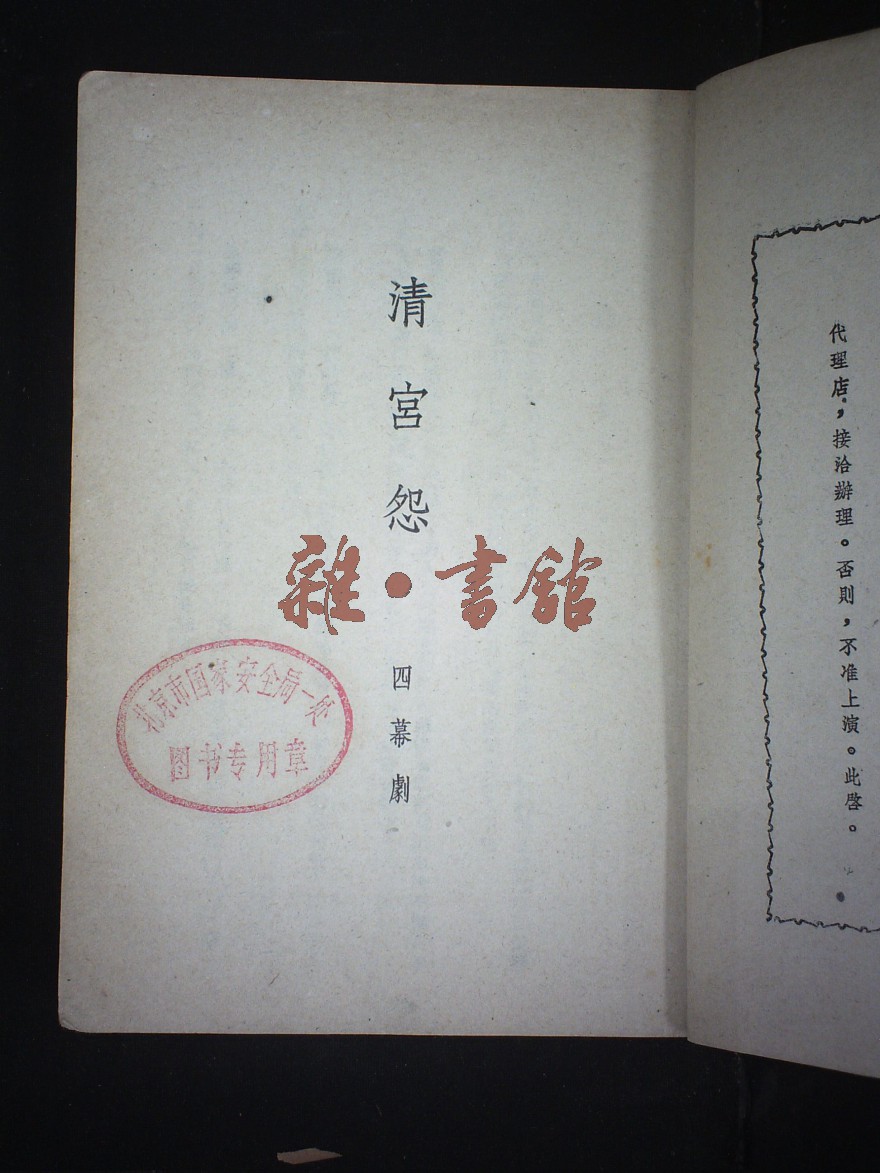 清宮怨
四幕劇
雜·書館
北京市国家安全局一处
图书专用章
代理店，接洽辦理。否則，不准上演。此啓。